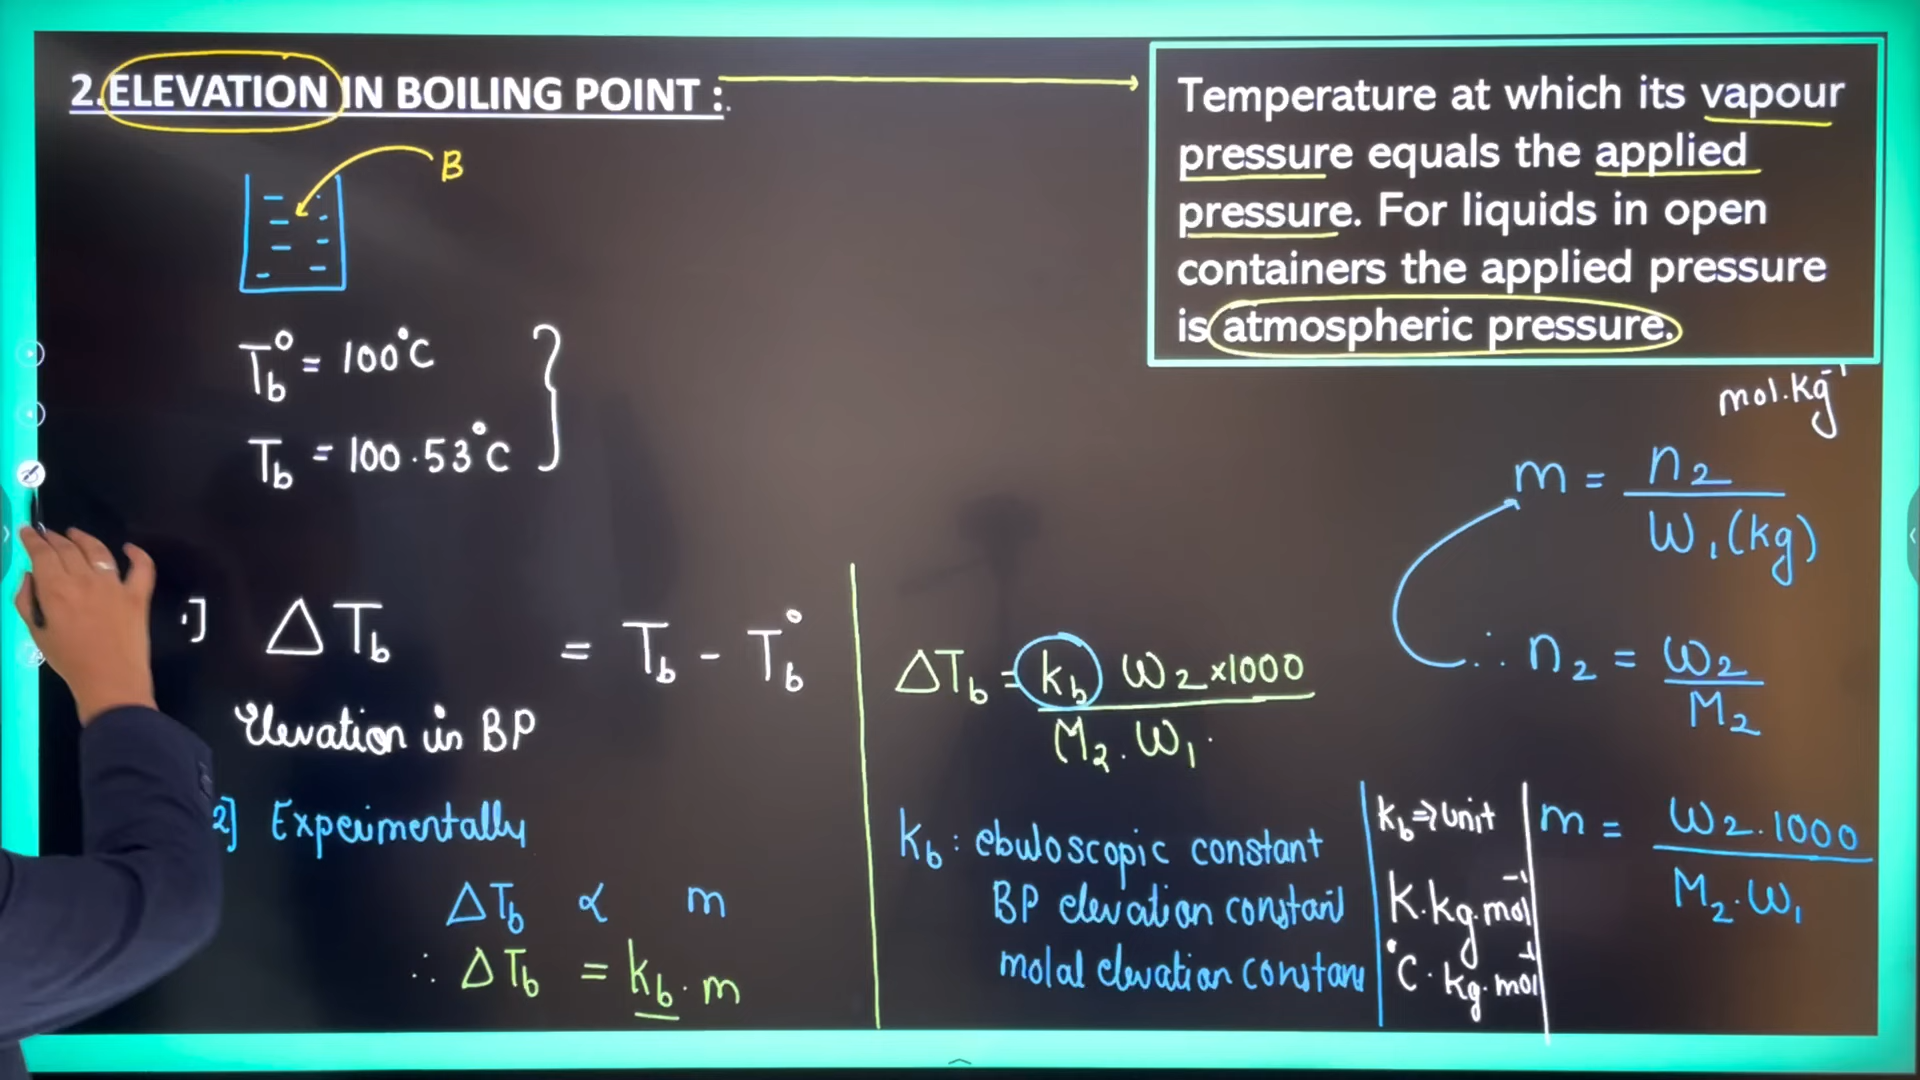 2. ELEVATION IN BOILING POINT :
Temperature at which its vapour
pressure equals the applied
pressure. For liquids in open
containers the applied pressure
is atmospheric pressure.
B
T°b = 100°C
Tb = 100.53°C
1] ΔTb = Tb - T°b
Elevation in BP
2] Experimentally
ΔTb ∝ m
∴ ΔTb = kb . m
ΔTb = kb W2 × 1000
M2 . W1
kb : ebuloscopic constant
BP elevation constant
molal elevation constant
kb ⇒ unit
K.kg.mol⁻¹
°C.kg.mol⁻¹
mol.kg⁻¹
m = n2
W1 (kg)
∴ n2 = W2
M2
m = W2 . 1000
M2 . W1